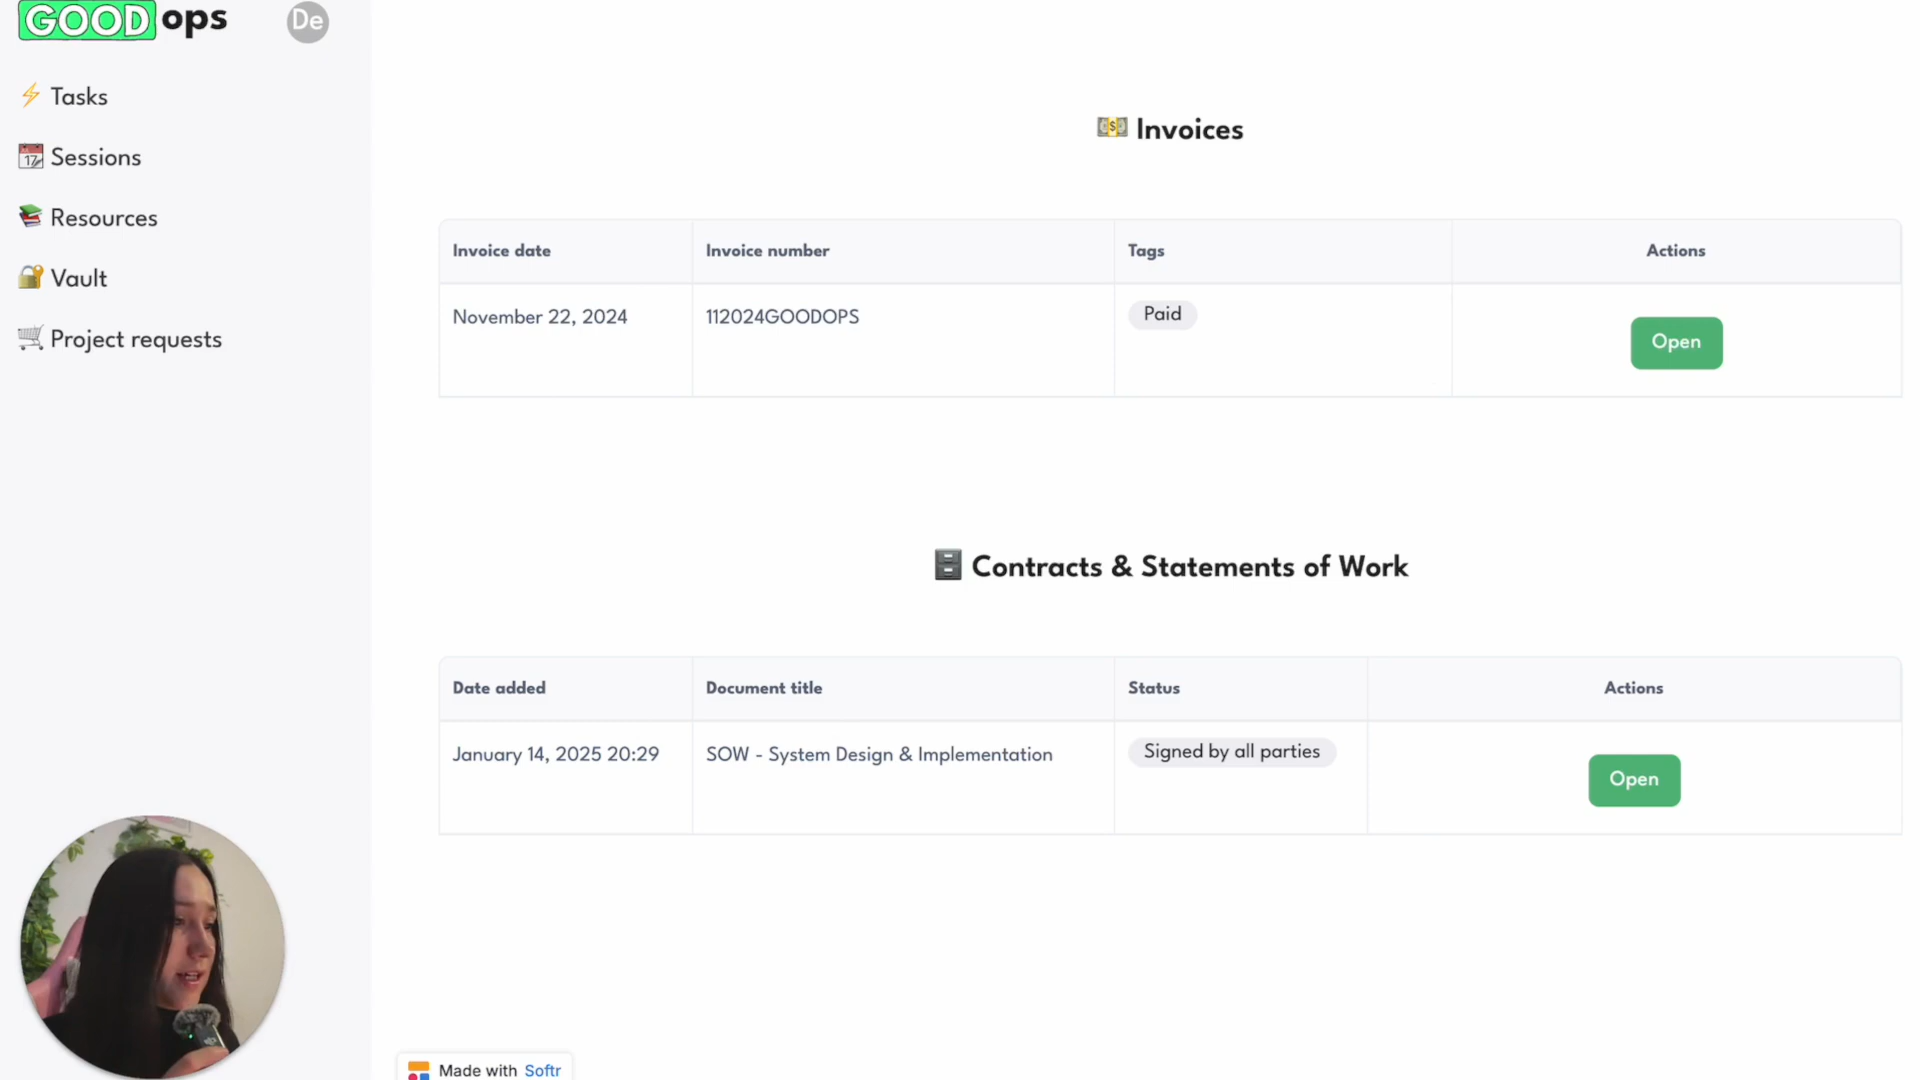 GOOD ops
De
Tasks
Sessions
Resources
Vault
Project requests
Invoices
Invoice date Invoice number Tags Actions
November 22, 2024 112024GOODOPS Paid Open
Contracts & Statements of Work
Date added Document title Status Actions
January 14, 2025 20:29 SOW - System Design & Implementation Signed by all parties Open
Made with Softr